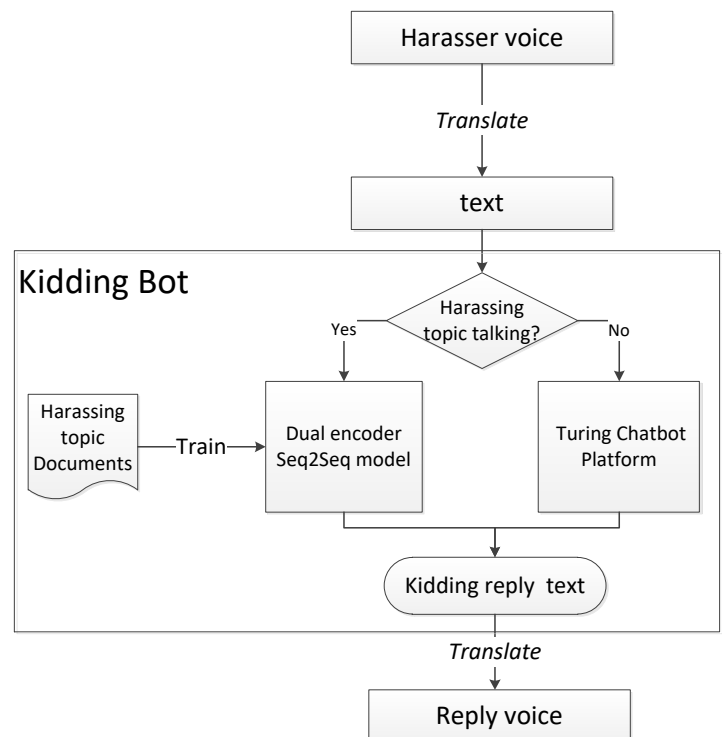 Harasser voice
Translate
text
Kidding Bot
Harassing
topic talking?
Yes
No
Harassing
topic
Documents
Train
Dual encoder
Seq2Seq model
Turing Chatbot
Platform
Kidding reply text
Translate
Reply voice